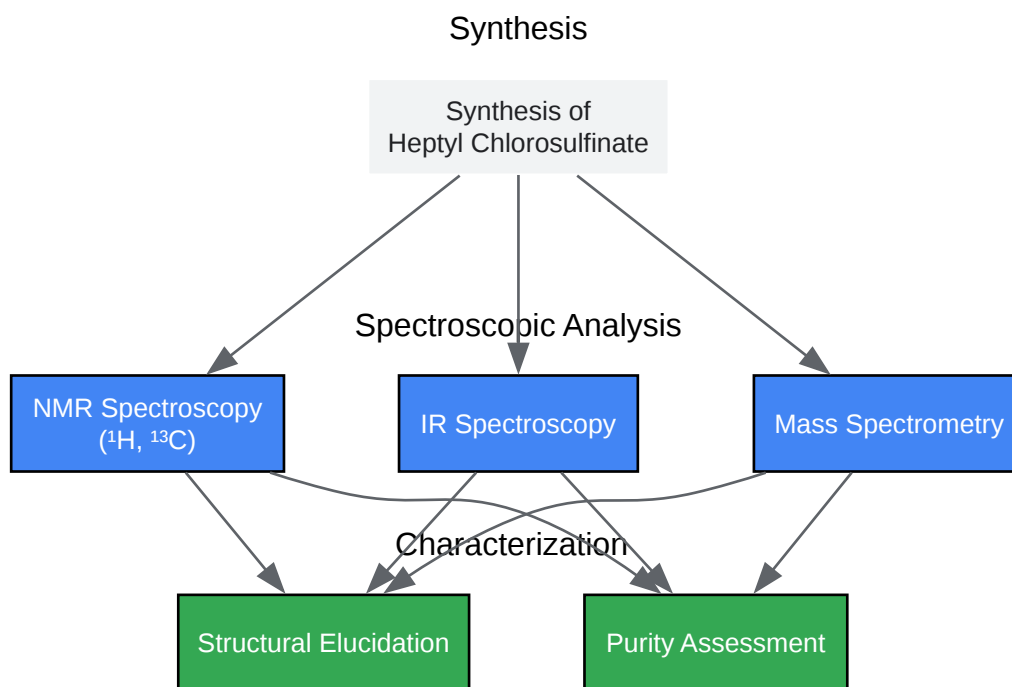 Synthesis
Synthesis of
Heptyl Chlorosulfinate
Spectroscopic Analysis
NMR Spectroscopy
(¹H, ¹³C)
IR Spectroscopy
Mass Spectrometry
Characterization
Structural Elucidation
Purity Assessment